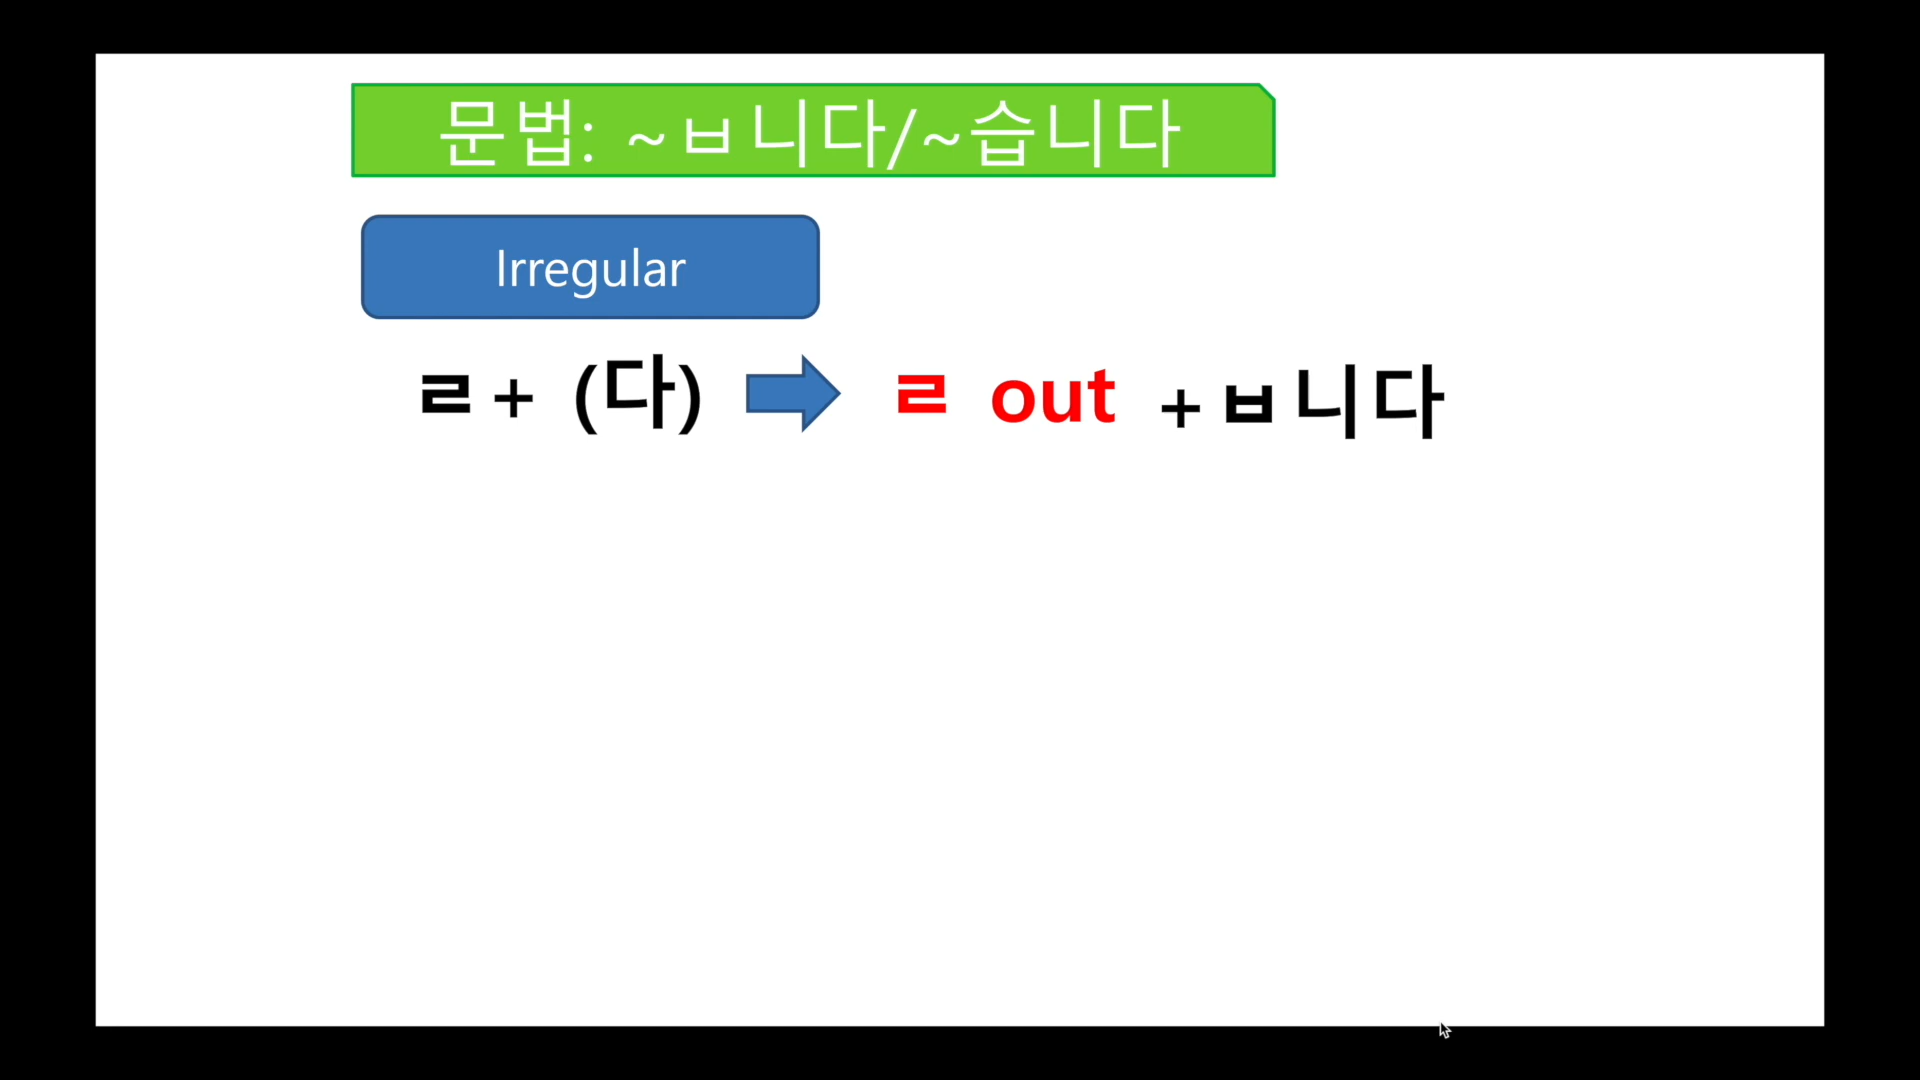 문법: ~ㅂ니다/~습니다
Irregular
ㄹ + (다) ㄹ out + ㅂ니다